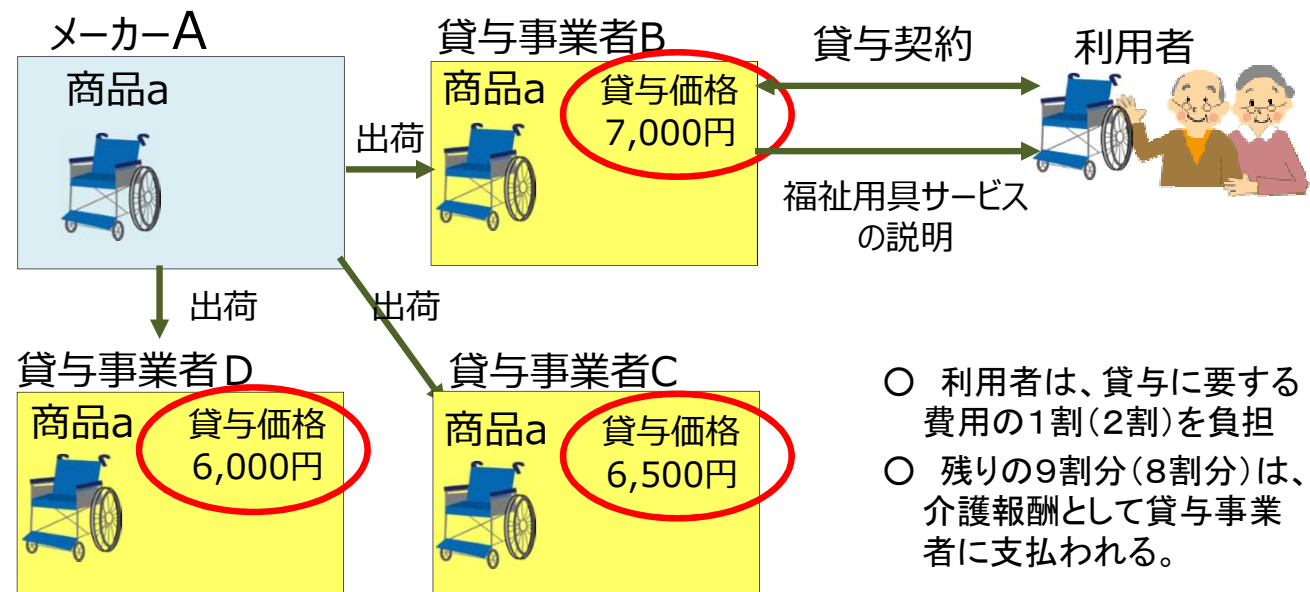 メーカーA
商品a
出荷
貸与事業者B
商品a
貸与価格
7,000円
貸与契約
利用者
福祉用具サービス
の説明
出荷
出荷
貸与事業者D
商品a
貸与価格
6,000円
貸与事業者C
商品a
貸与価格
6,500円
○ 利用者は、貸与に要する
費用の1割(2割)を負担
○ 残りの9割分(8割分)は、
介護報酬として貸与事業
者に支払われる。